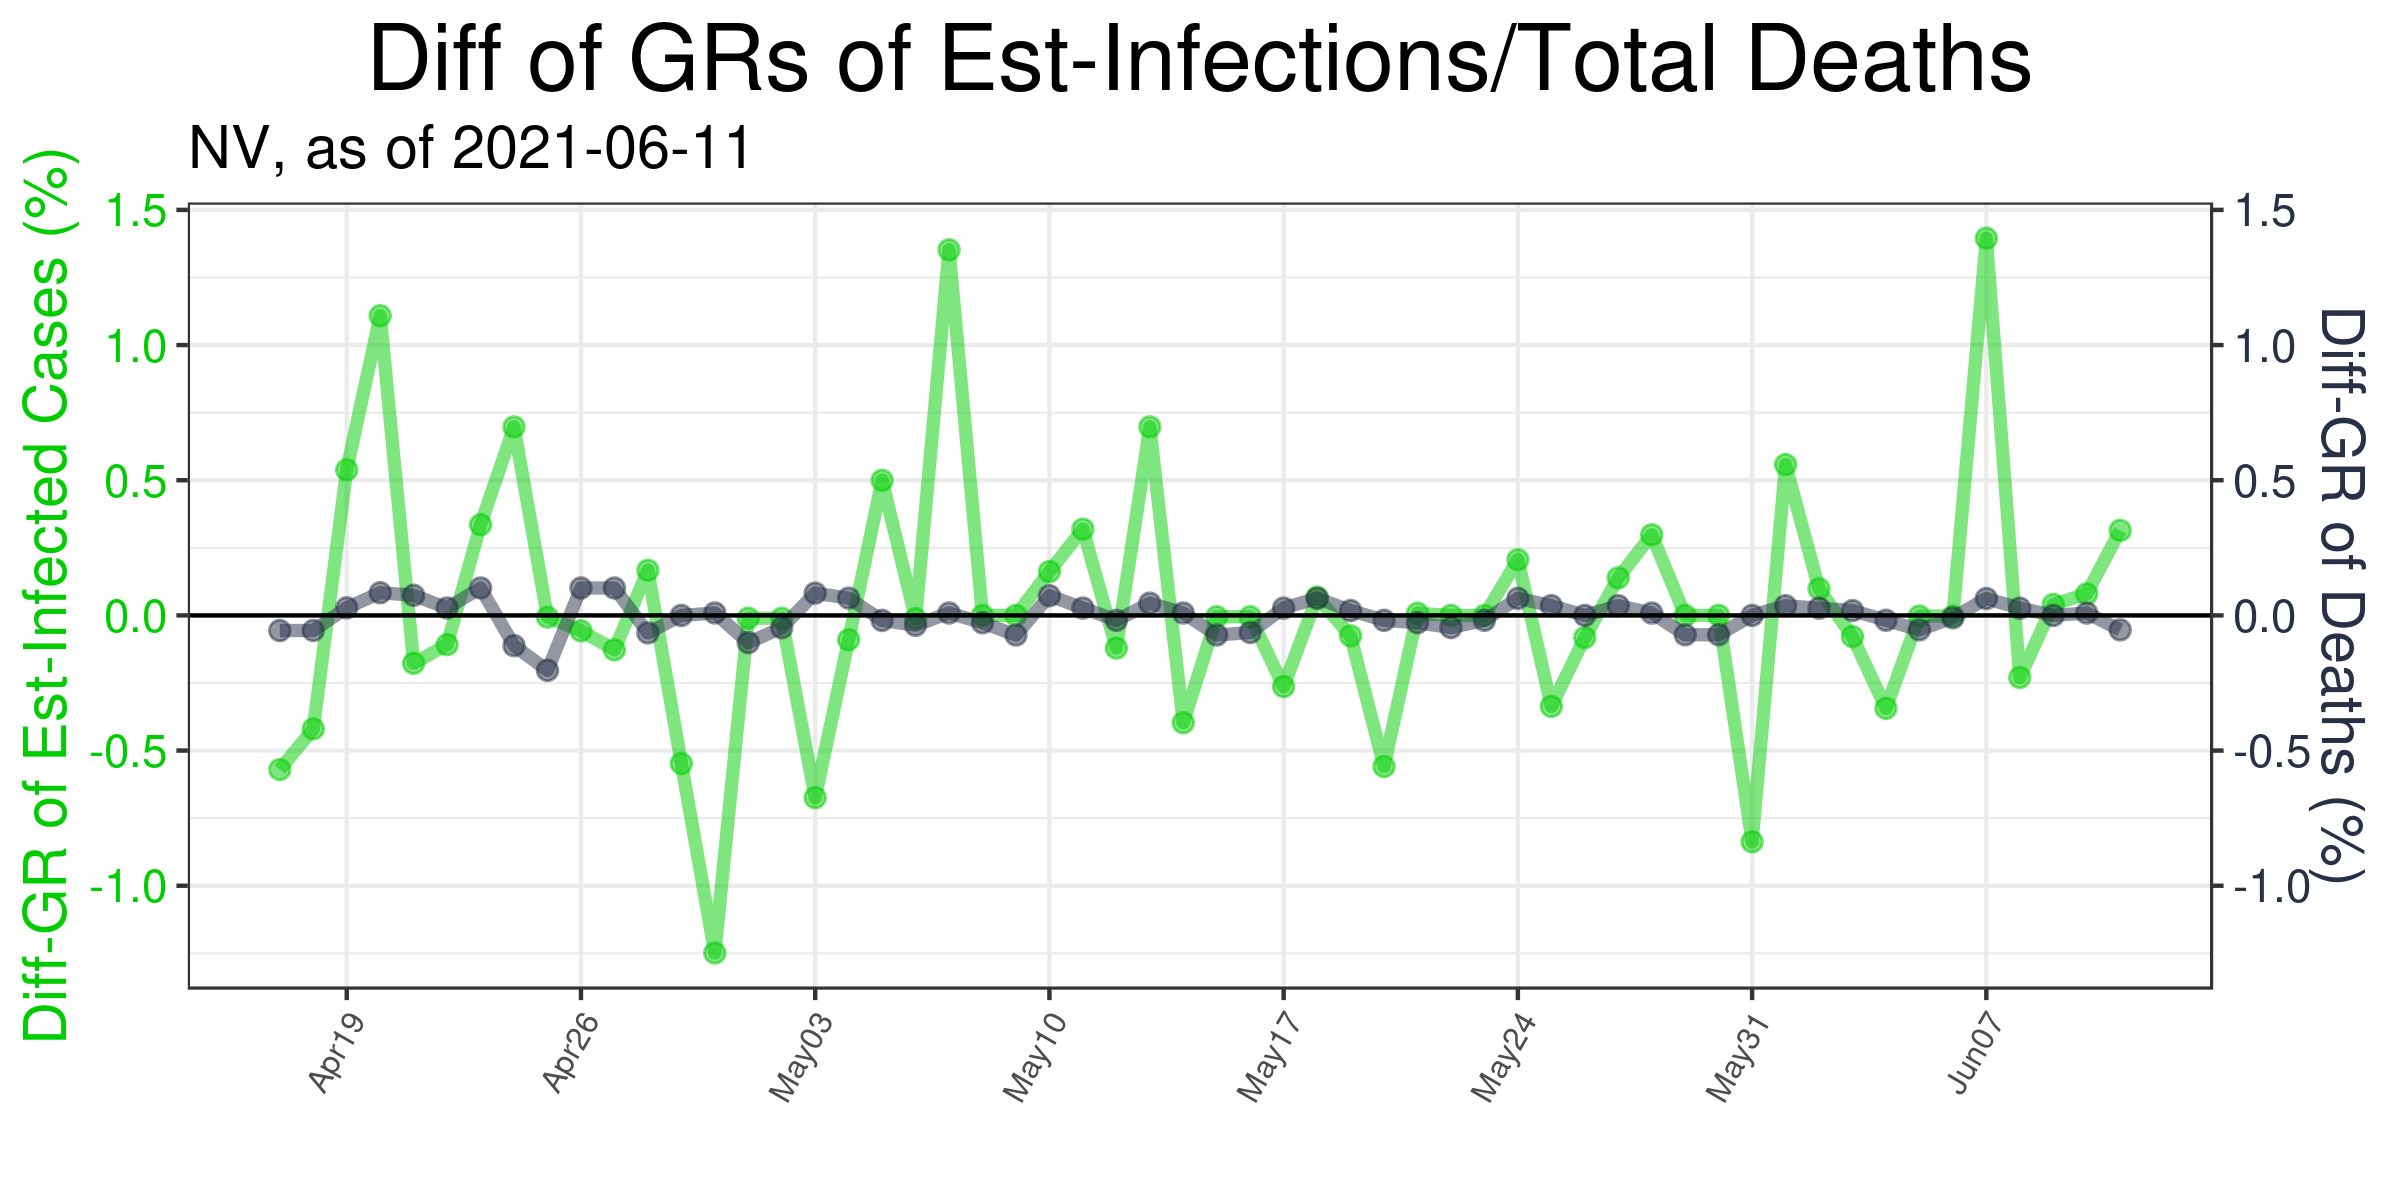 Diff of GRs of Est-Infections/Total Deaths
NV, as of 2021-06-11
Diff-GR of Est-Infected Cases (%)
1.5
1.0
0.5
0.0
-0.5
-1.0
1.5
1.0
0.5
0.0
-0.5
-1.0
Diff-GR of Deaths (%)
Apr19
Apr26
May03
May10
May17
May24
May31
Jun07